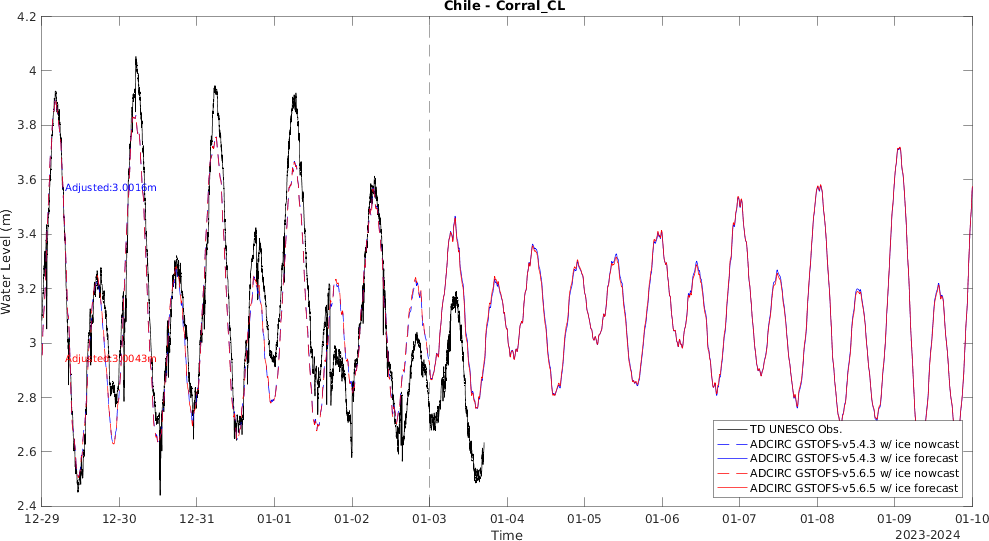 Chile - Corral_CL
4.2
4
3.8
3.6
3.4
3.2
3
2.8
2.6
2.4
Water Level (m)
Adjusted:3.0016m
Adjusted:3.0043m
TD UNESCO Obs.
ADCIRC GSTOFS-v5.4.3 w/ ice nowcast
ADCIRC GSTOFS-v5.4.3 w/ ice forecast
ADCIRC GSTOFS-v5.6.5 w/ ice nowcast
ADCIRC GSTOFS-v5.6.5 w/ ice forecast
12-29 12-30 12-31 01-01 01-02 01-03 01-04 01-05 01-06 01-07 01-08 01-09 01-10
Time
2023-2024